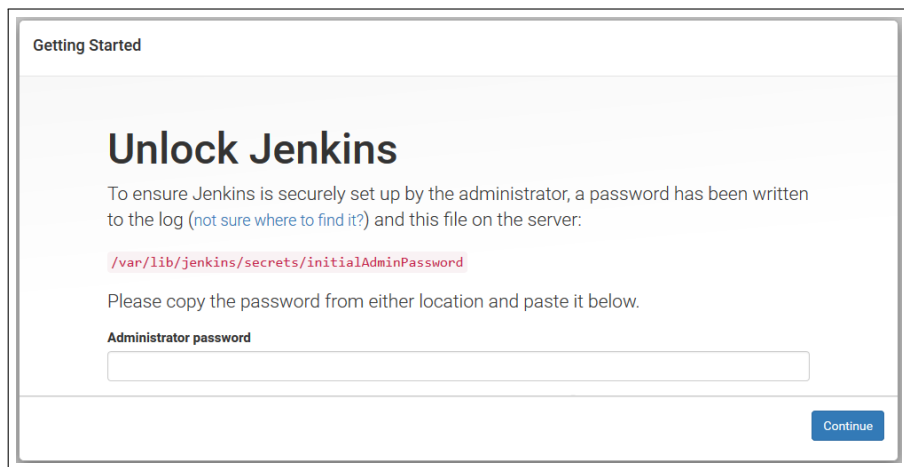 Getting Started
Unlock Jenkins
To ensure Jenkins is securely set up by the administrator, a password has been written
to the log (not sure where to find it?) and this file on the server:
/var/lib/jenkins/secrets/initialAdminPassword
Please copy the password from either location and paste it below.
Administrator password
Continue